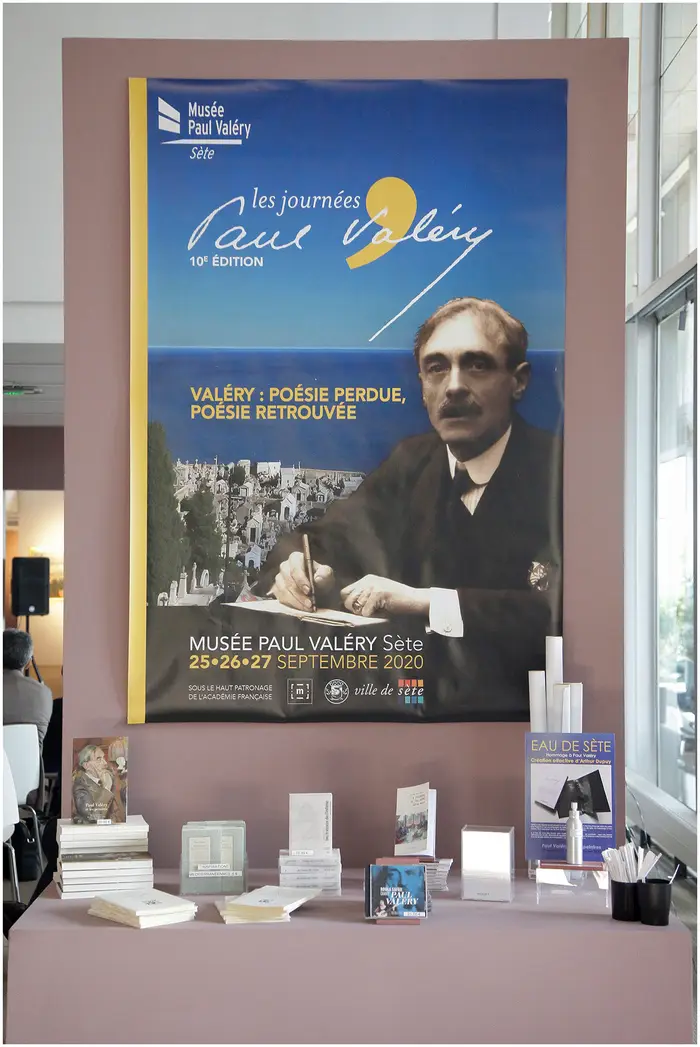 Musée
Paul Valéry
Sète
les journées
Paul Valéry
10E ÉDITION
VALÉRY : POÉSIE PERDUE,
POÉSIE RETROUVÉE
MUSÉE PAUL VALÉRY Sète
25•26•27 SEPTEMBRE 2020
SOUS LE HAUT PATRONAGE
DE L'ACADÉMIE FRANÇAISE
[m]
ville de sète
EAU DE SÈTE
Hommage à Paul Valéry
Création olfactive d'Arthur Dupuy
Paul Valéry
PAUL
VALÉRY